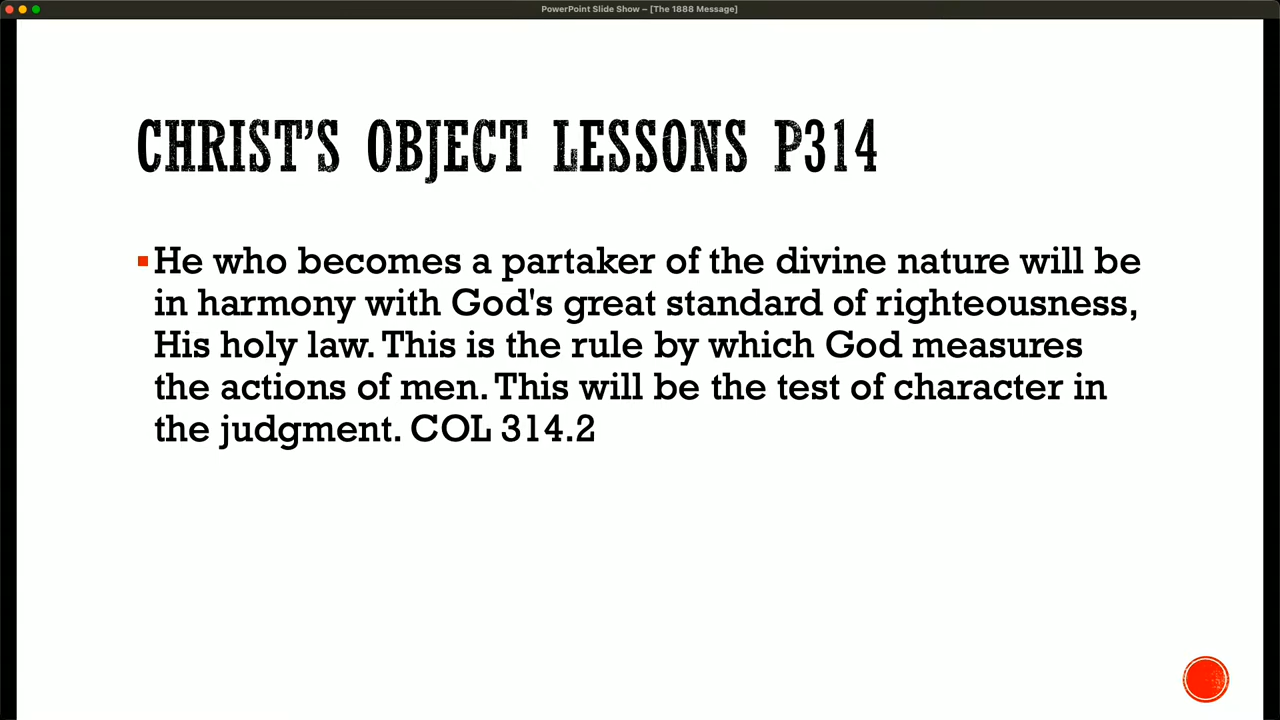 PowerPoint Slide Show – [The 1888 Message]
CHRIST’S OBJECT LESSONS P314
He who becomes a partaker of the divine nature will be
in harmony with God's great standard of righteousness,
His holy law. This is the rule by which God measures
the actions of men. This will be the test of character in
the judgment. COL 314.2